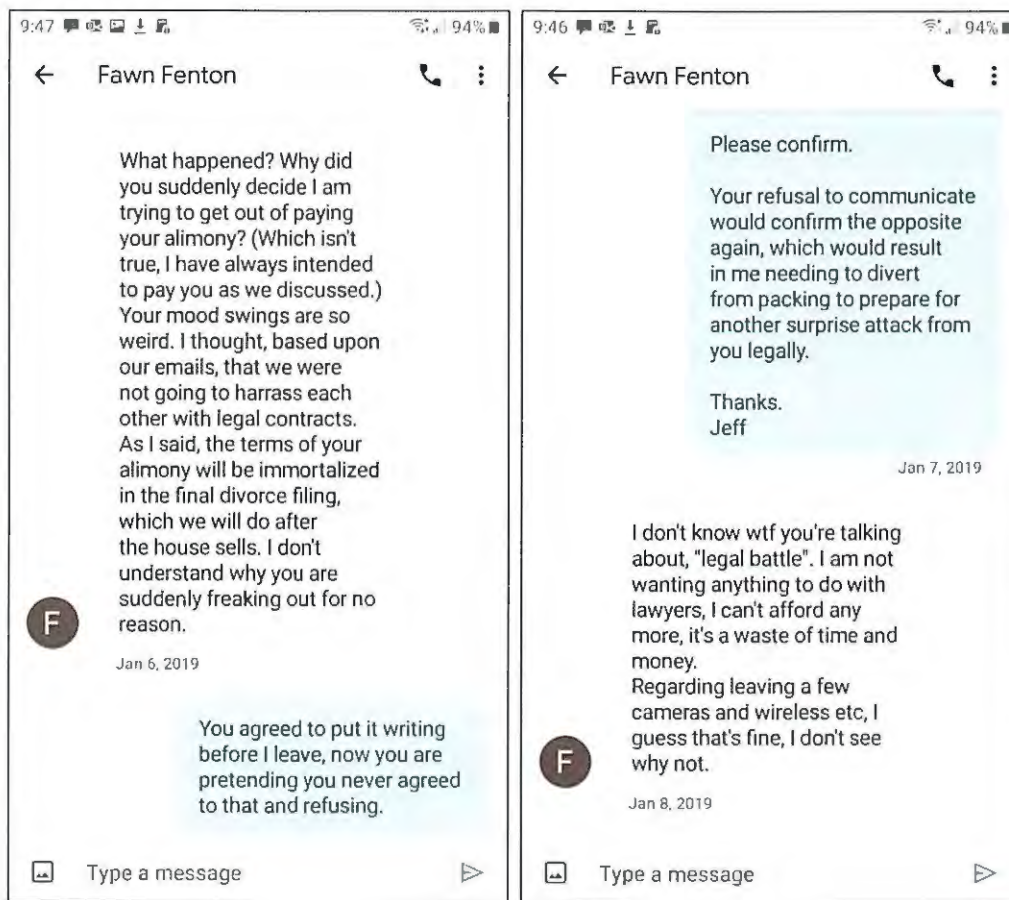 9:47 94%
Fawn Fenton
What happened? Why did
you suddenly decide I am
trying to get out of paying
your alimony? (Which isn't
true, I have always intended
to pay you as we discussed.)
Your mood swings are so
weird. I thought, based upon
our emails, that we were
not going to harrass each
other with legal contracts.
As I said, the terms of your
alimony will be immortalized
in the final divorce filing,
which we will do after
the house sells. I don't
understand why you are
suddenly freaking out for no
reason.
F
Jan 6, 2019
You agreed to put it writing
before I leave, now you are
pretending you never agreed
to that and refusing.
Type a message
9:46 94%
Fawn Fenton
Please confirm.
Your refusal to communicate
would confirm the opposite
again, which would result
in me needing to divert
from packing to prepare for
another surprise attack from
you legally.
Thanks.
Jeff
Jan 7, 2019
I don't know wtf you're talking
about, "legal battle". I am not
wanting anything to do with
lawyers, I can't afford any
more, it's a waste of time and
money.
Regarding leaving a few
cameras and wireless etc, I
guess that's fine, I don't see
why not.
F
Jan 8, 2019
Type a message